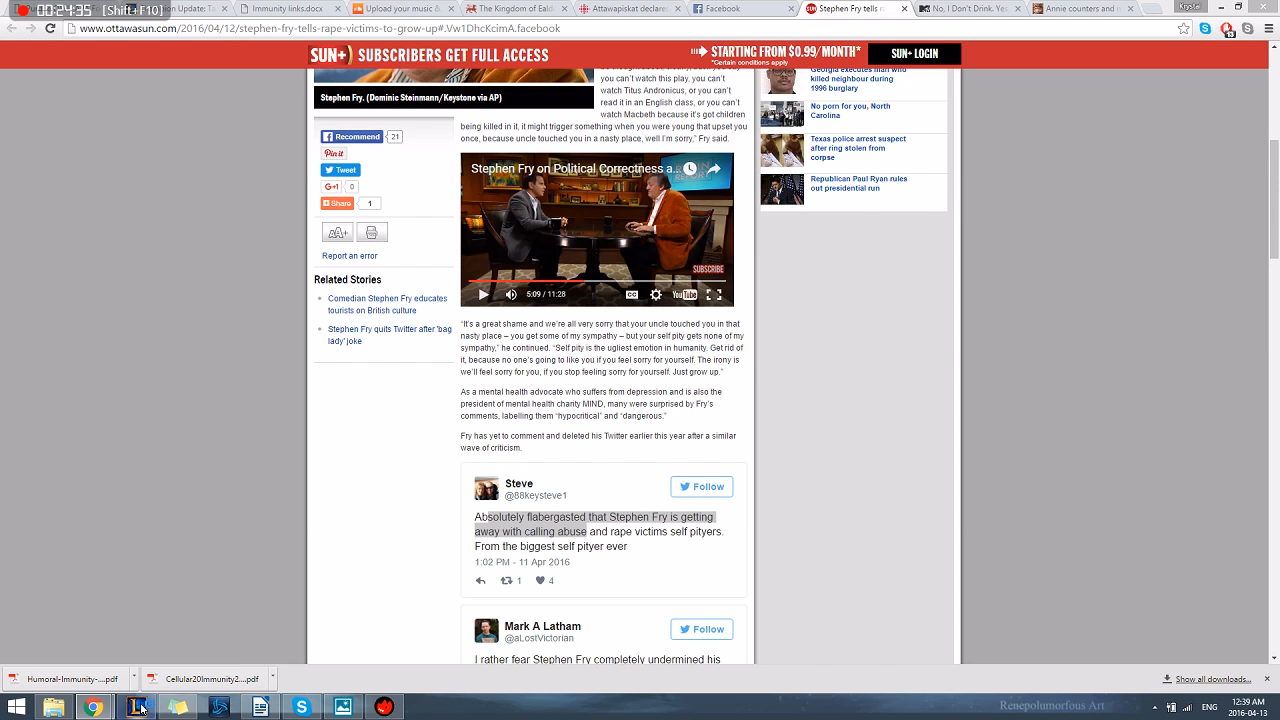 00:24:35 [Shift+F10]
Update: Ta
Immunity links.docx
Upload your music &
The Kingdom of Eald
Attawapiskat declares
Facebook
Stephen Fry tells ra
No, I Don't Drink. Yes
Annie counters and m
Krystal
www.ottawasun.com/2016/04/12/stephen-fry-tells-rape-victims-to-grow-up#.Vw1DhcKcimA.facebook
SUN+) SUBSCRIBERS GET FULL ACCESS
STARTING FROM $0.99/MONTH*
*Certain conditions apply
SUN+ LOGIN
Stephen Fry. (Dominic Steinmann/Keystone via AP)
you can't watch this play, you can't
watch Titus Andronicus, or you can't
read it in an English class, or you can't
watch Macbeth because it's got children
being killed in it, it might trigger something when you were young that upset you
once, because uncle touched you in a nasty place, well I'm sorry," Fry said.
Georgia executes man who
killed neighbour during
1996 burglary
No porn for you, North
Carolina
Texas police arrest suspect
after ring stolen from
corpse
Republican Paul Ryan rules
out presidential run
Recommend 21
Pin it
Tweet
G+1 0
Share 1
AA+
Report an error
Related Stories
Comedian Stephen Fry educates
tourists on British culture
Stephen Fry quits Twitter after 'bag
lady' joke
Stephen Fry on Political Correctness a...
REPORT
SUBSCRIBE
5:09 / 11:28
CC
YouTube
"It's a great shame and we're all very sorry that your uncle touched you in that
nasty place – you get some of my sympathy – but your self pity gets none of my
sympathy," he continued. "Self pity is the ugliest emotion in humanity. Get rid of
it, because no one's going to like you if you feel sorry for yourself. The irony is
we'll feel sorry for you, if you stop feeling sorry for yourself. Just grow up."
As a mental health advocate who suffers from depression and is also the
president of mental health charity MIND, many were surprised by Fry's
comments, labelling them "hypocritical" and "dangerous."
Fry has yet to comment and deleted his Twitter earlier this year after a similar
wave of criticism.
Steve
@88keysteve1
Follow
Absolutely flabergasted that Stephen Fry is getting
away with calling abuse and rape victims self pityers.
From the biggest self pityer ever
1:02 PM - 11 Apr 2016
1 4
Mark A Latham
@aLostVictorian
Follow
I rather fear Stephen Fry completely undermined his
Humoral-Immunity-....pdf
Cellular20Immunity2....pdf
Show all downloads...
Renepolumorfous Art
ENG
12:39 AM
2016-04-13